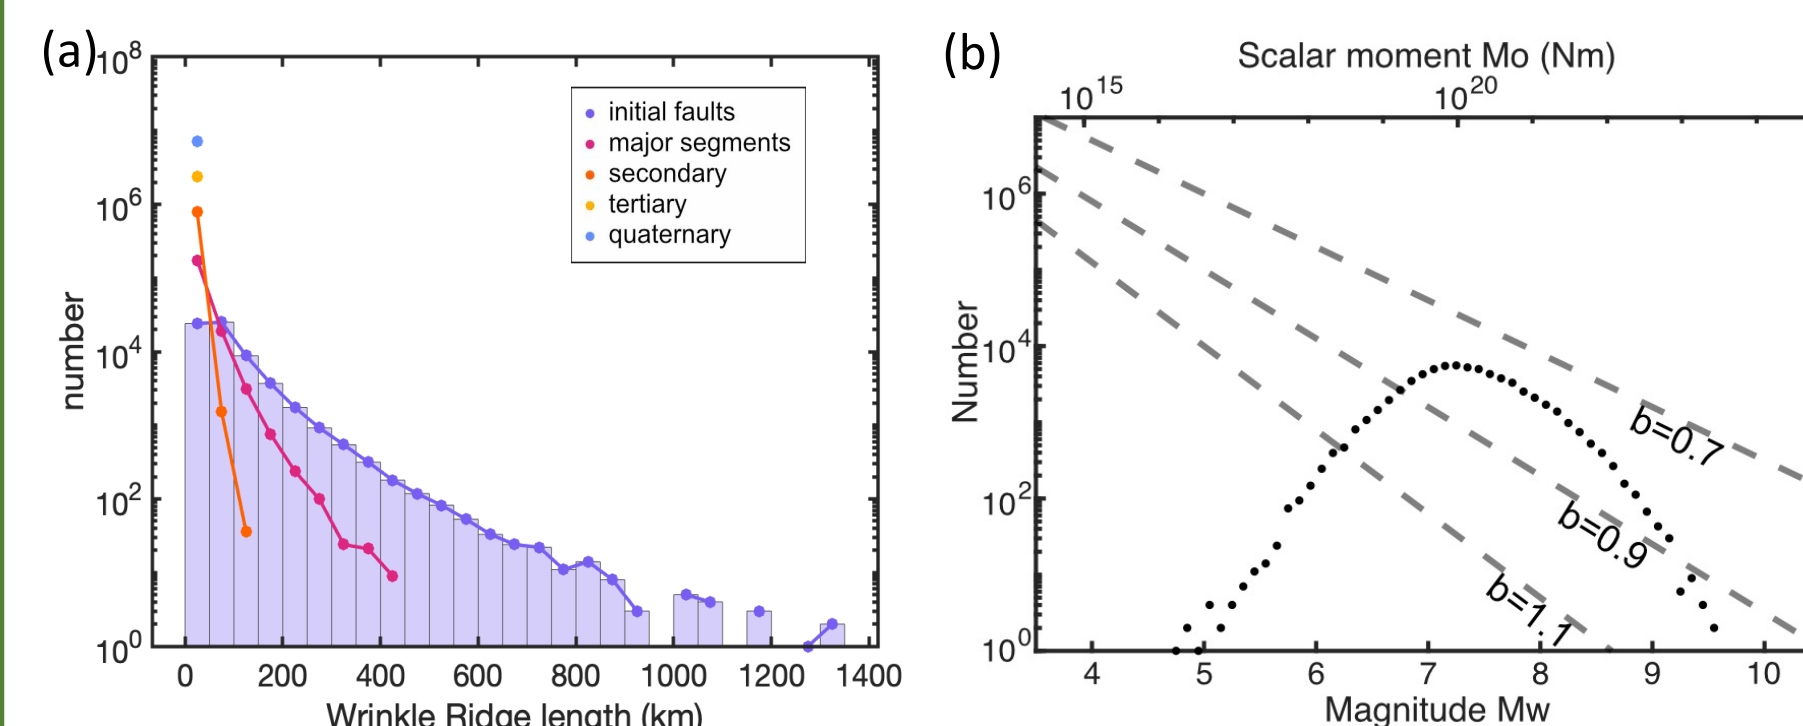 (a)
10^8
10^6
10^4
10^2
10^0
number
initial faults
major segments
secondary
tertiary
quaternary
0 200 400 600 800 1000 1200 1400
Wrinkle Ridge length (km)
(b)
Scalar moment Mo (Nm)
10^15 10^20
10^6
10^4
10^2
10^0
Number
b=0.7
b=0.9
b=1.1
4 5 6 7 8 9 10
Magnitude Mw